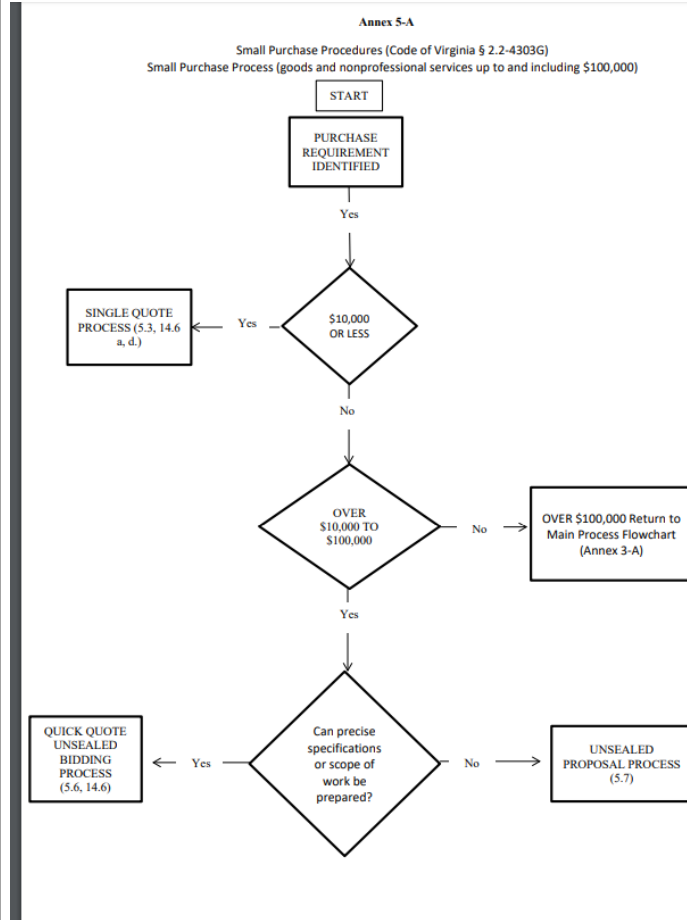 Annex 5-A
Small Purchase Procedures (Code of Virginia § 2.2-4303G)
Small Purchase Process (goods and nonprofessional services up to and including $100,000)
START
PURCHASE
REQUIREMENT
IDENTIFIED
Yes
$10,000
OR LESS
Yes
SINGLE QUOTE
PROCESS (5.3, 14.6
a, d.)
No
OVER
$10,000 TO
$100,000
No
OVER $100,000 Return to
Main Process Flowchart
(Annex 3-A)
Yes
Can precise
specifications
or scope of
work be
prepared?
Yes
QUICK QUOTE
UNSEALED
BIDDING
PROCESS
(5.6, 14.6)
No
UNSEALED
PROPOSAL PROCESS
(5.7)